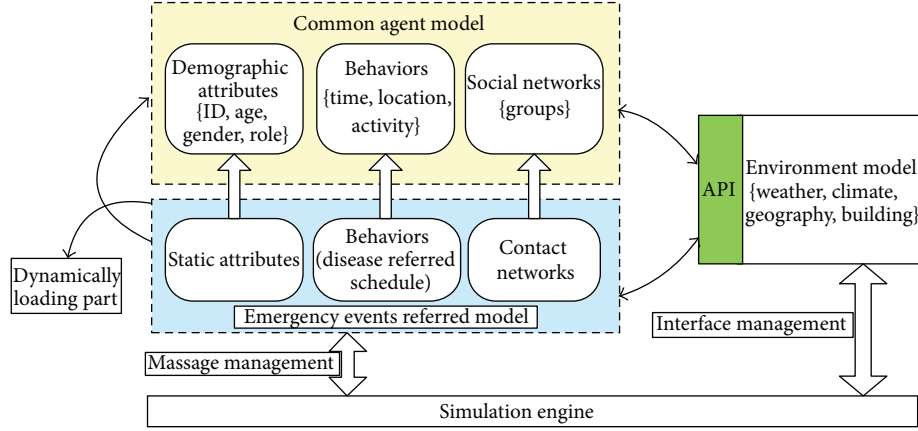 Common agent model
Demographic
attributes
{ID, age,
gender, role}
Behaviors
{time, location,
activity}
Social networks
{groups}
API
Environment model
{weather, climate,
geography, building}
Static attributes
Behaviors
(disease referred
schedule)
Contact
networks
Dynamically
loading part
Emergency events referred model
Interface management
Massage management
Simulation engine